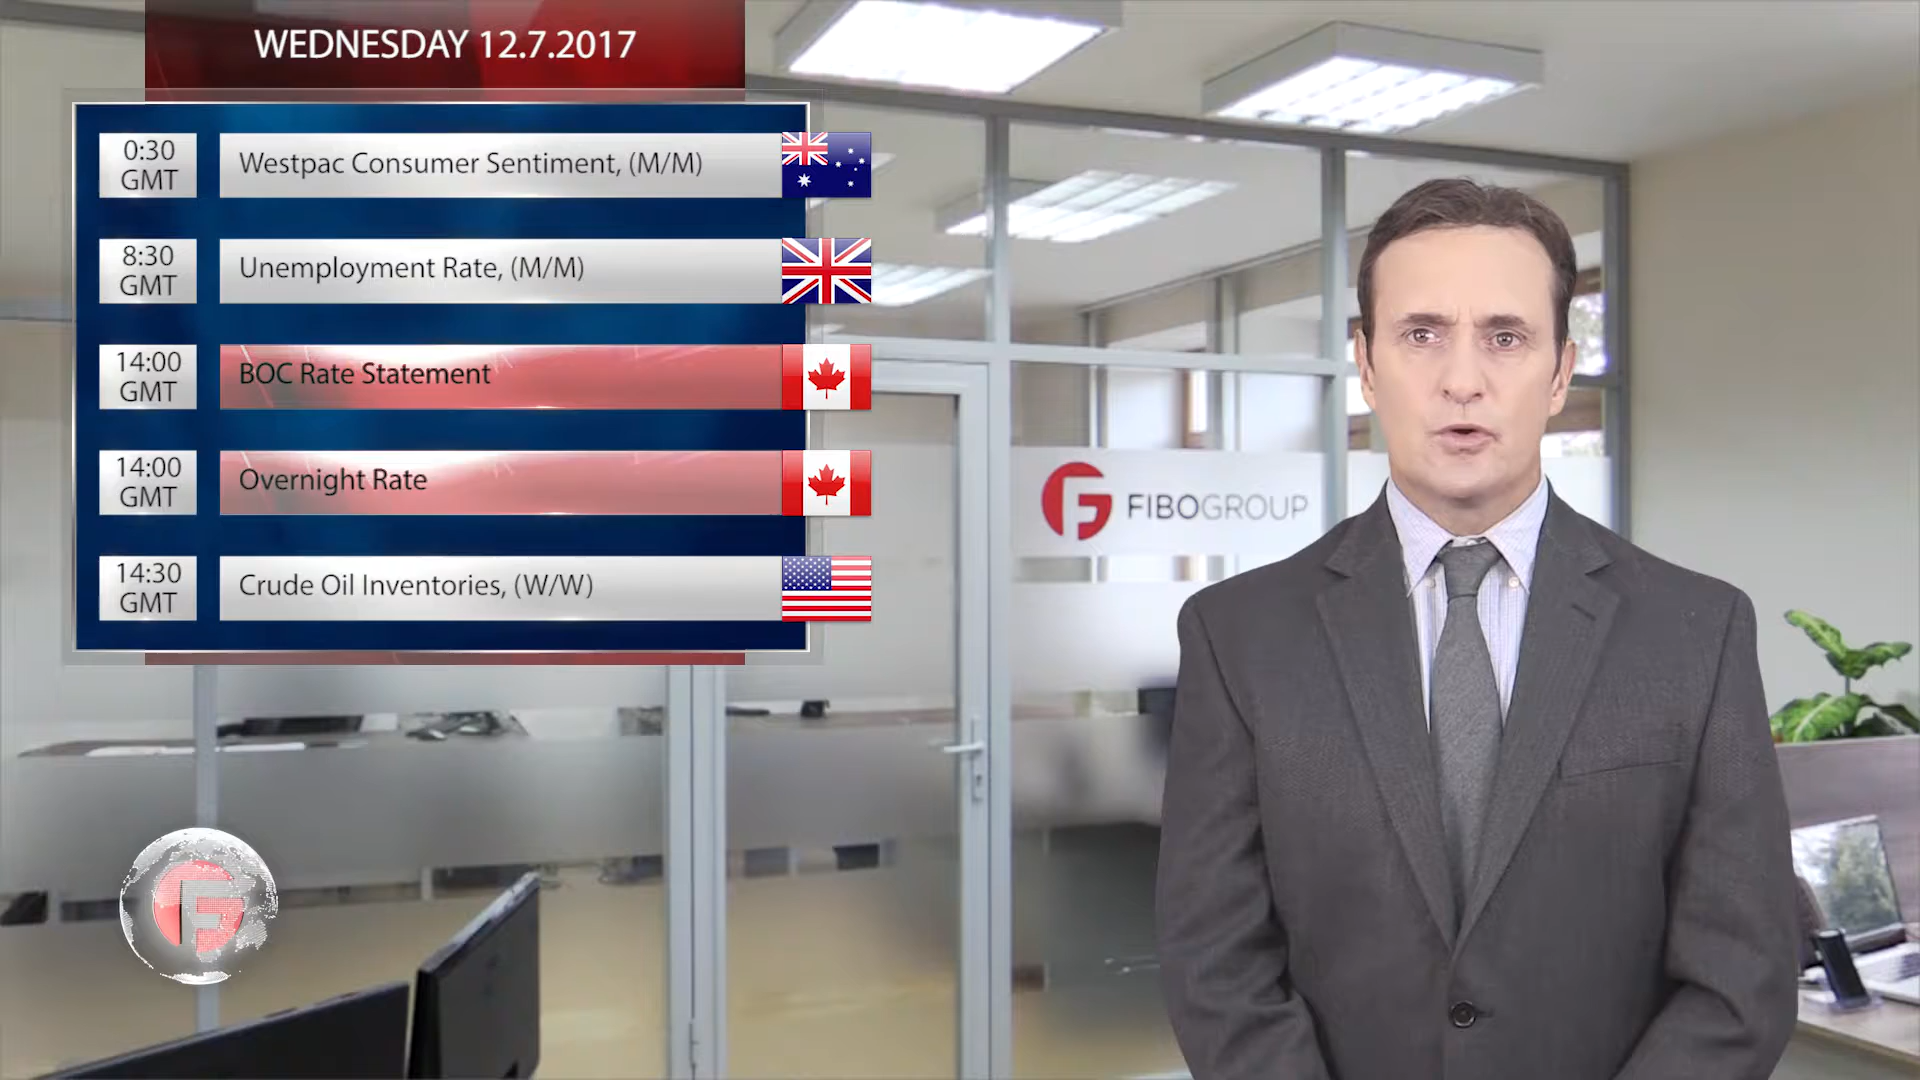 WEDNESDAY 12.7.2017
0:30
GMT
Westpac Consumer Sentiment, (M/M)
8:30
GMT
Unemployment Rate, (M/M)
14:00
GMT
BOC Rate Statement
14:00
GMT
Overnight Rate
14:30
GMT
Crude Oil Inventories, (W/W)
FIBOGROUP